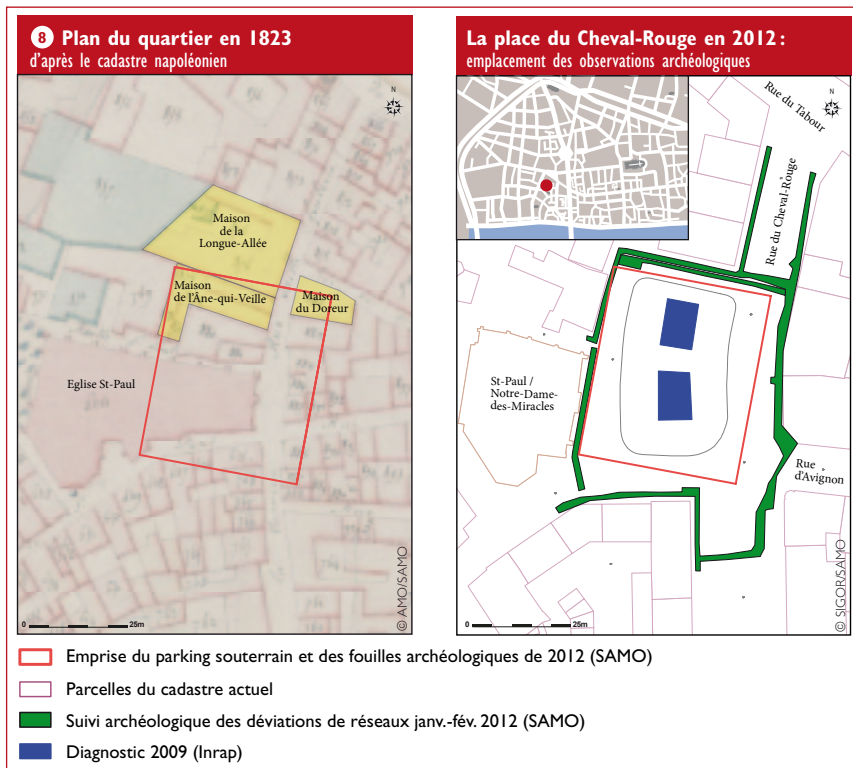 8 Plan du quartier en 1823
d'après le cadastre napoléonien
N
Maison
de la
Longue-Allée
Maison
de l'Âne-qui-Veille
Maison
du Doreur
Eglise St-Paul
0 25m
© AMO/SAMO
La place du Cheval-Rouge en 2012 :
emplacement des observations archéologiques
N
Rue du Tabour
Rue du Cheval-Rouge
St-Paul /
Notre-Dame-
des-Miracles
Rue
d'Avignon
0 25m
© SIGOR/SAMO
Emprise du parking souterrain et des fouilles archéologiques de 2012 (SAMO)
Parcelles du cadastre actuel
Suivi archéologique des déviations de réseaux janv.-fév. 2012 (SAMO)
Diagnostic 2009 (Inrap)